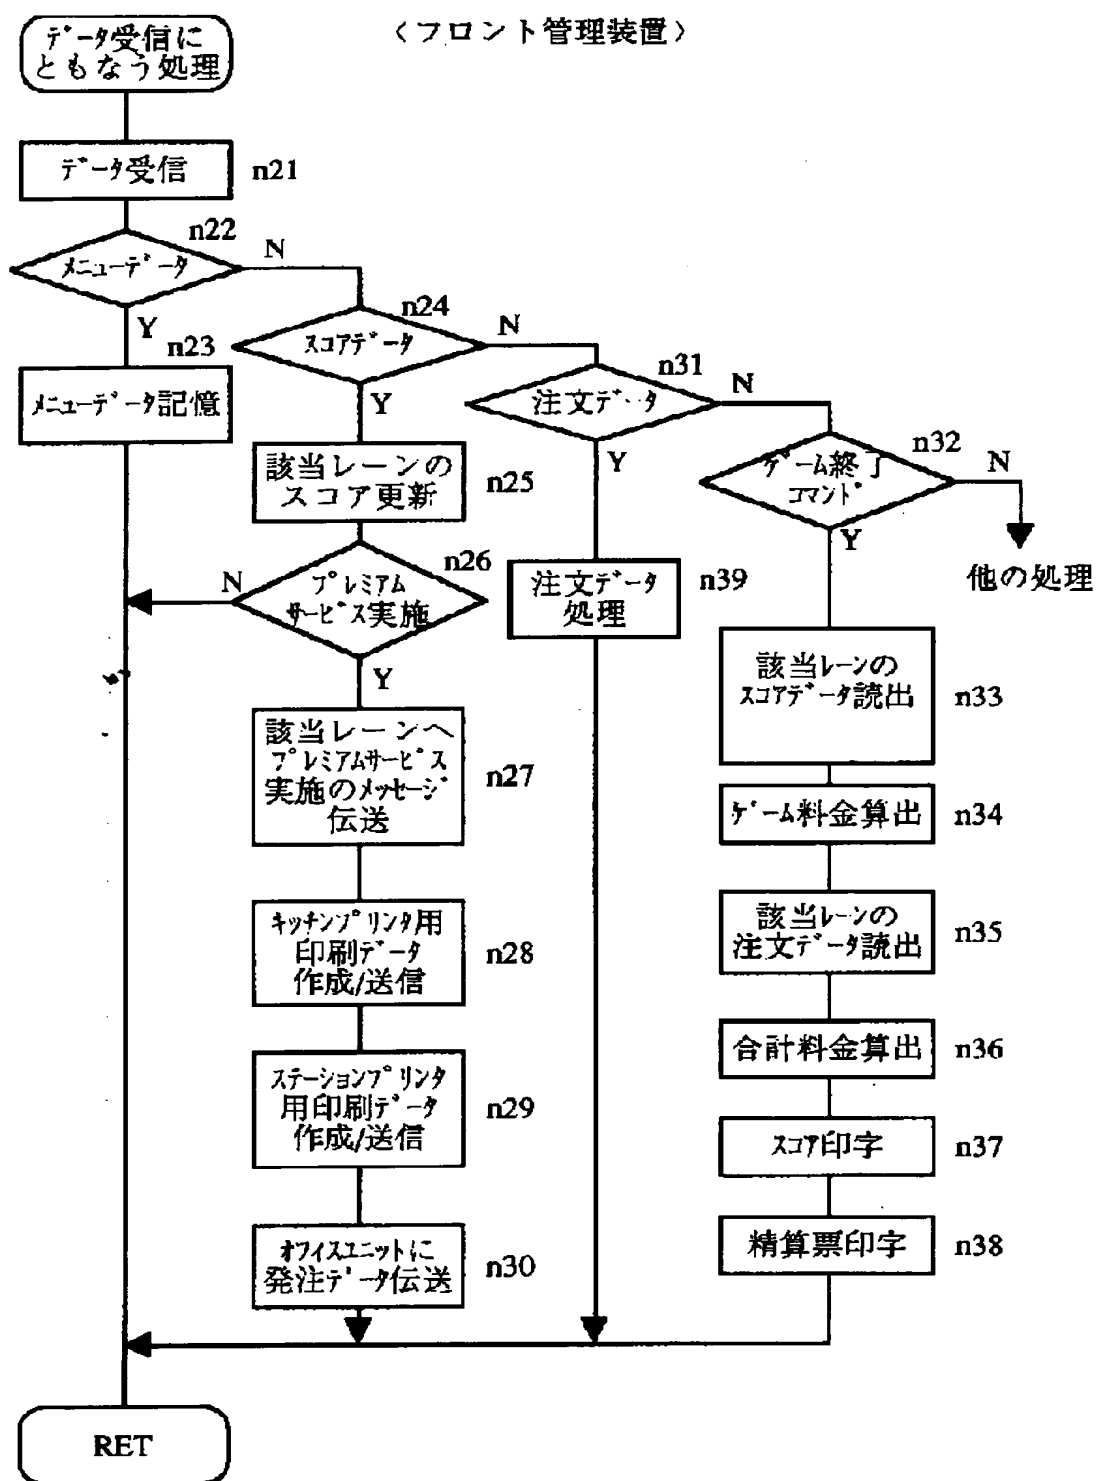 〈フロント管理装置〉
データ受信に
ともなう処理
データ受信
n21
n22
メニューデータ
N
Y
n23
メニューデータ記憶
n24
スコアデータ
N
Y
該当レーンの
スコア更新
n25
n26
プレミアム
サービス実施
N
Y
該当レーンへ
プレミアムサービス
実施のメッセージ
伝送
n27
キッチンプリンタ用
印刷データ
作成/送信
n28
ステーションプリンタ
用印刷データ
作成/送信
n29
オフィスユニットに
発注データ伝送
n30
n31
注文データ
N
Y
注文データ
処理
n39
n32
ゲーム終了
コマンド
N
Y
他の処理
該当レーンの
スコアデータ読出
n33
ゲーム料金算出
n34
該当レーンの
注文データ読出
n35
合計料金算出
n36
スコア印字
n37
精算票印字
n38
RET